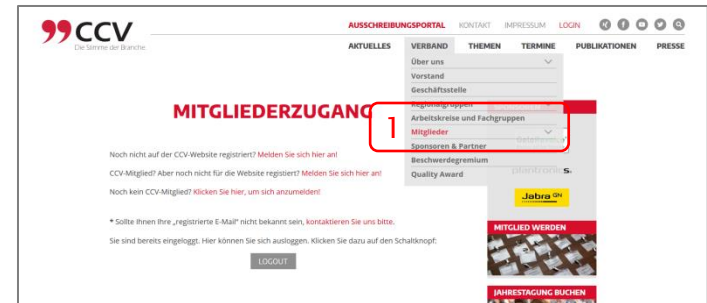 CCV
Die Stimme der Branche.
AUSSCHREIBUNGSPORTAL KONTAKT IMPRESSUM LOGIN
AKTUELLES VERBAND THEMEN TERMINE PUBLIKATIONEN PRESSE
Über uns
Vorstand
Geschäftsstelle
Regionalgruppen
Arbeitskreise und Fachgruppen
Mitglieder
Sponsoren & Partner
Beschwerdegremium
Quality Award
1
MITGLIEDERZUGANG
Noch nicht auf der CCV-Website registriert? Melden Sie sich hier an!
CCV-Mitglied? Aber noch nicht für die Website registiert? Melden Sie sich hier an!
Noch kein CCV-Mitglied? Klicken Sie hier, um sich anzumelden!
* Sollte Ihnen Ihre „registrierte E-Mail" nicht bekannt sein, kontaktieren Sie uns bitte.
Sie sind bereits eingeloggt. Hier können Sie sich ausloggen. Klicken Sie dazu auf den Schaltknopf:
LOGOUT
plantronics.
Jabra GN
MITGLIED WERDEN
JAHRESTAGUNG BUCHEN